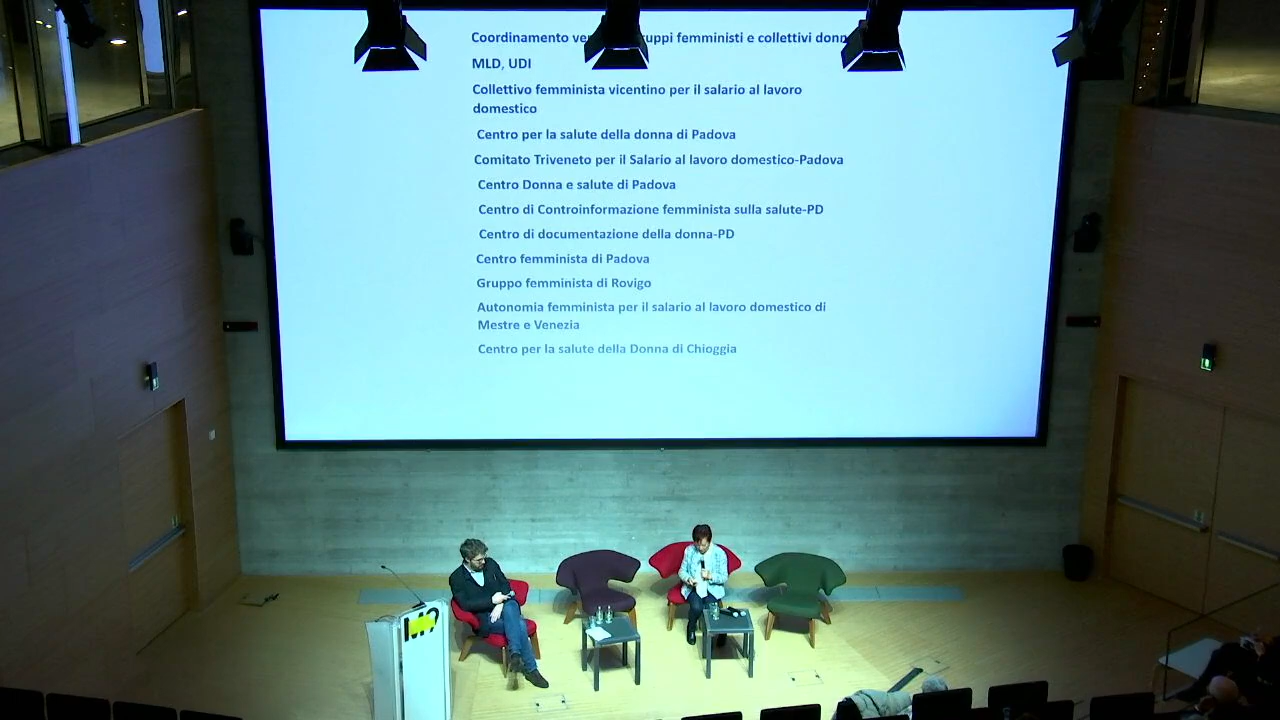 Coordinamento gruppi femministi e collettivi
MLD, UDI
Collettivo femminista vicentino per il salario al lavoro
domestico
Centro per la salute della donna di Padova
Comitato Triveneto per il Salario al lavoro domestico-Padova
Centro Donna e salute di Padova
Centro di Controinformazione femminista sulla salute-PD
Centro di documentazione della donna-PD
Centro femminista di Padova
Gruppo femminista di Rovigo
Autonomia femminista per il salario al lavoro domestico di
Mestre e Venezia
Centro per la salute della Donna di Chioggia